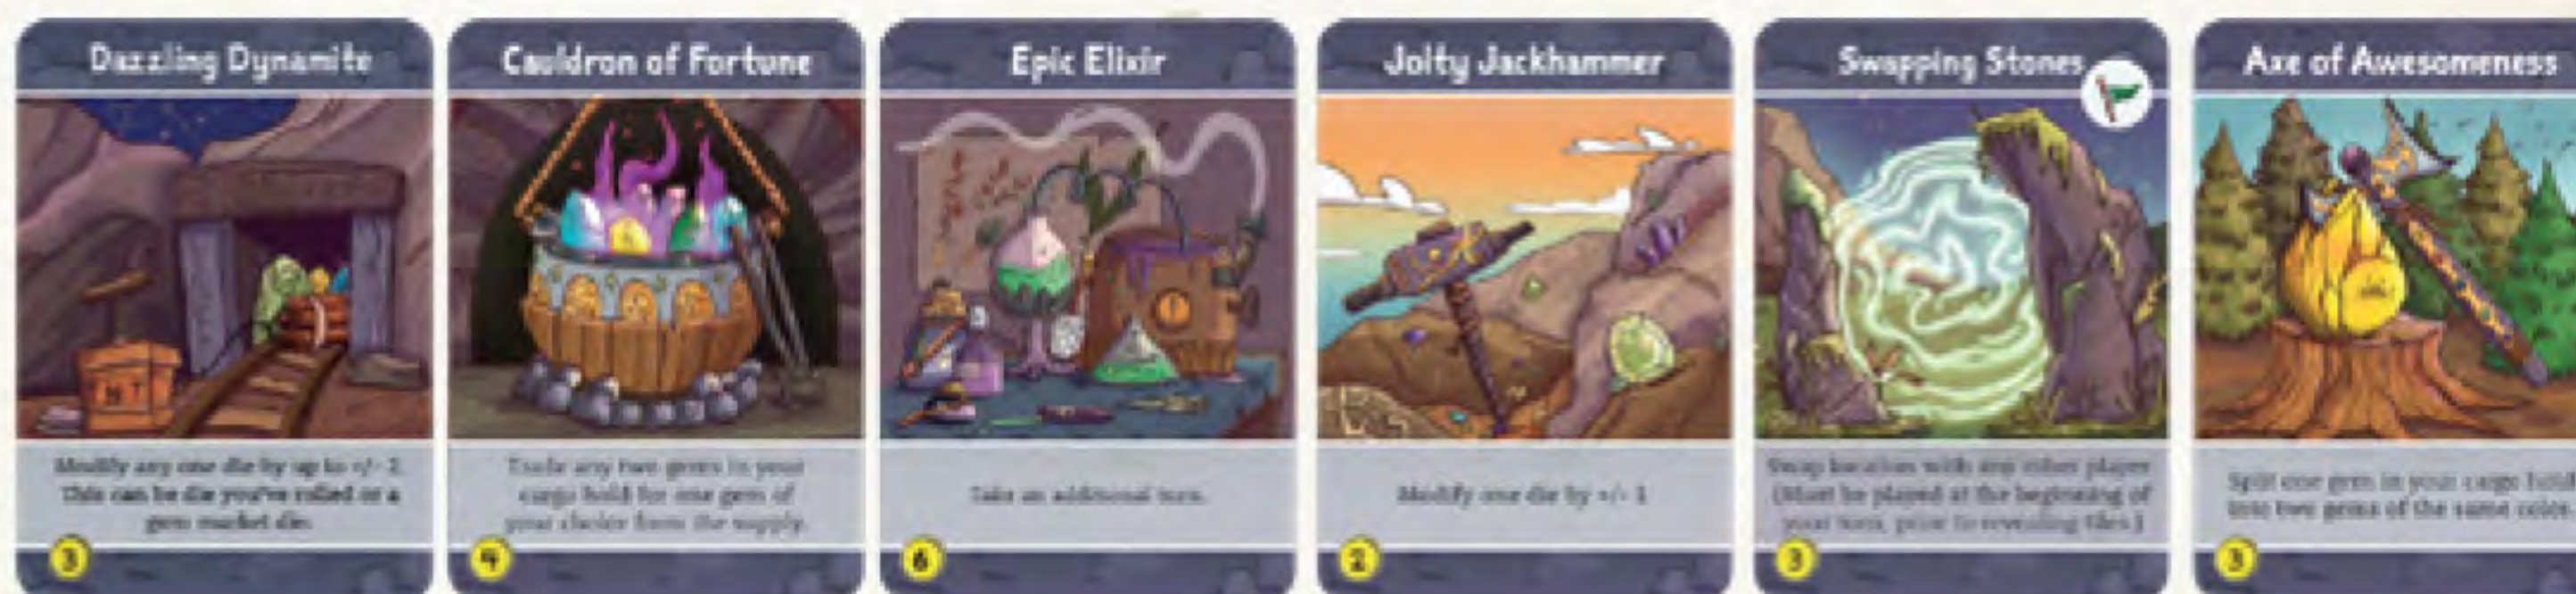 Dazzling Dynamite
TNT
Modify any one die by up to +/- 2.
This can be die you've rolled or a
gem market die.
3
Cauldron of Fortune
Trade any two gems in your
cargo hold for one gem of
your choice from the supply.
4
Epic Elixir
Take an additional turn.
6
Jolty Jackhammer
Modify one die by +/- 1
2
Swapping Stones
Swap location with any other player
(Must be played at the beginning of
your turn, prior to revealing tiles.)
3
Axe of Awesomeness
Split one gem in your cargo hold
into two gems of the same color.
3